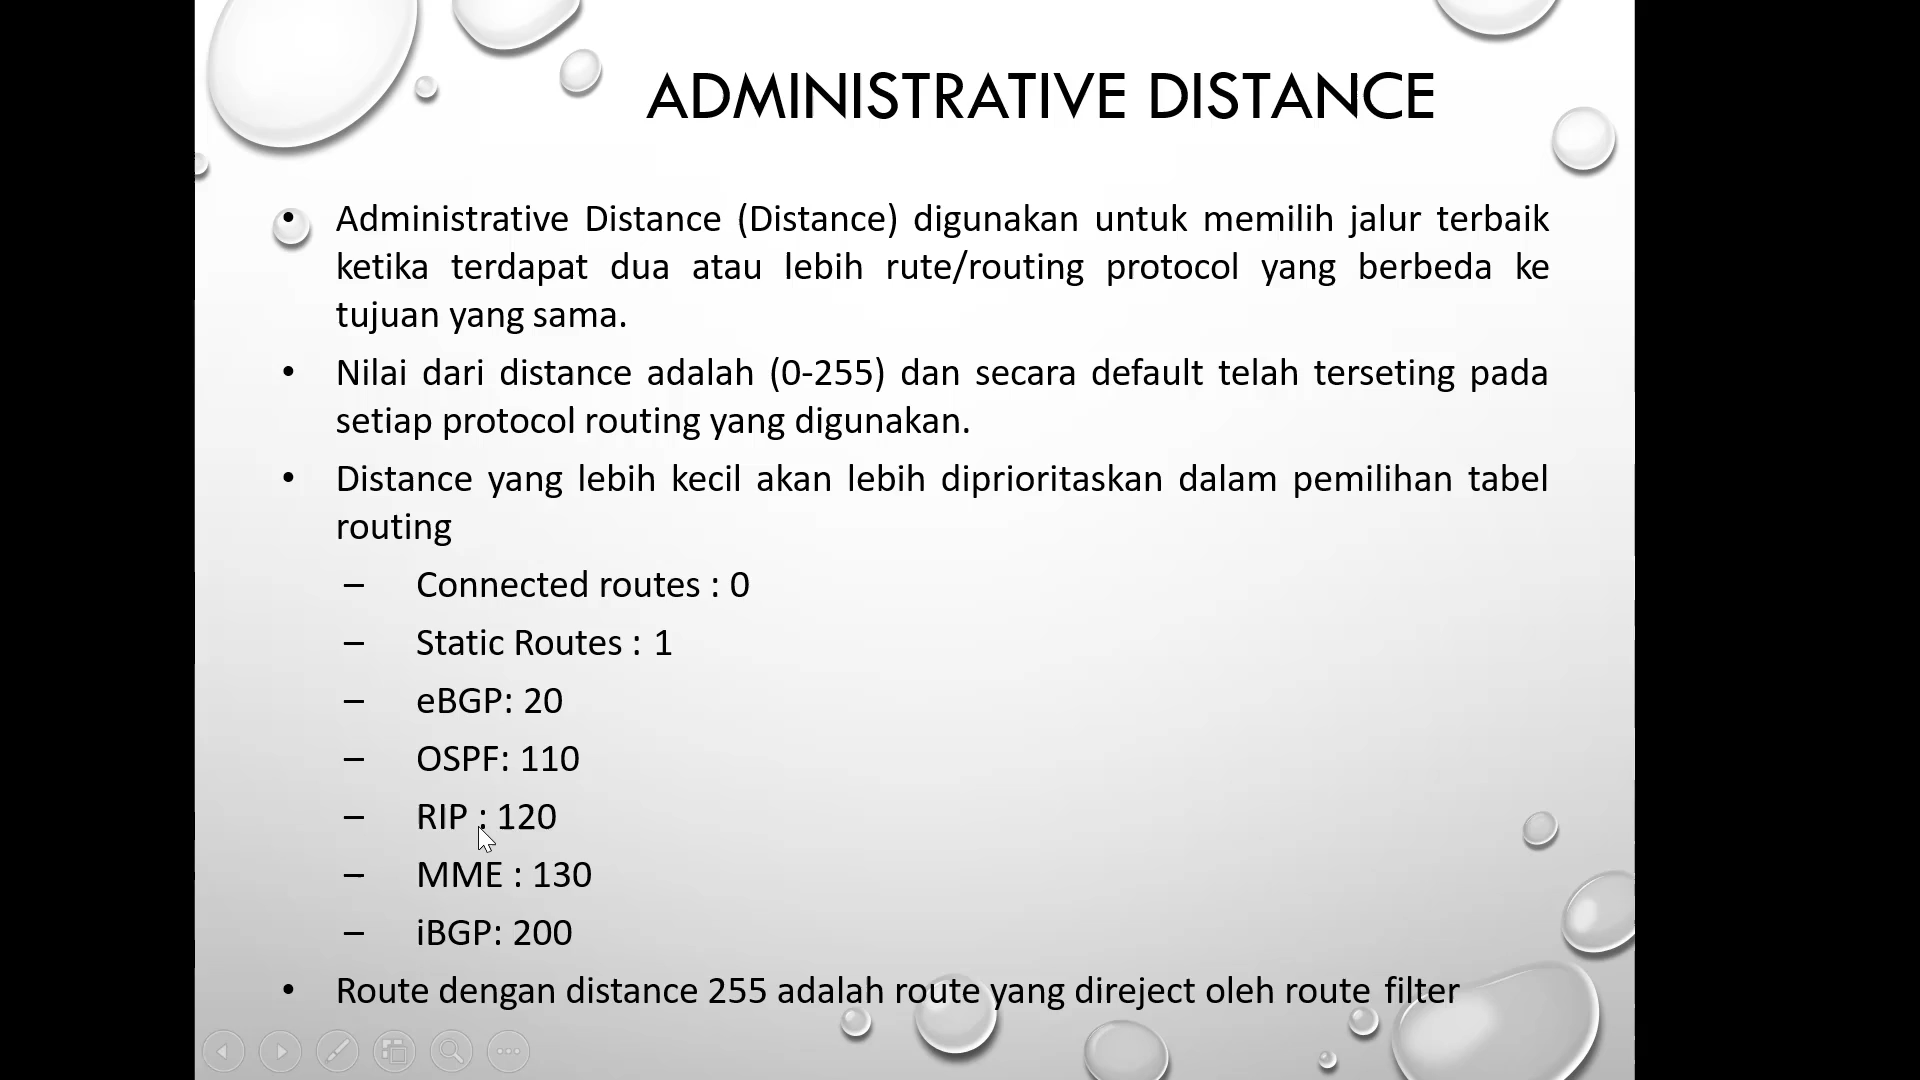 ADMINISTRATIVE DISTANCE
• Administrative Distance (Distance) digunakan untuk memilih jalur terbaik
ketika terdapat dua atau lebih rute/routing protocol yang berbeda ke
tujuan yang sama.
• Nilai dari distance adalah (0-255) dan secara default telah terseting pada
setiap protocol routing yang digunakan.
• Distance yang lebih kecil akan lebih diprioritaskan dalam pemilihan tabel
routing
– Connected routes : 0
– Static Routes : 1
– eBGP: 20
– OSPF: 110
– RIP : 120
– MME : 130
– iBGP: 200
• Route dengan distance 255 adalah route yang direject oleh route filter